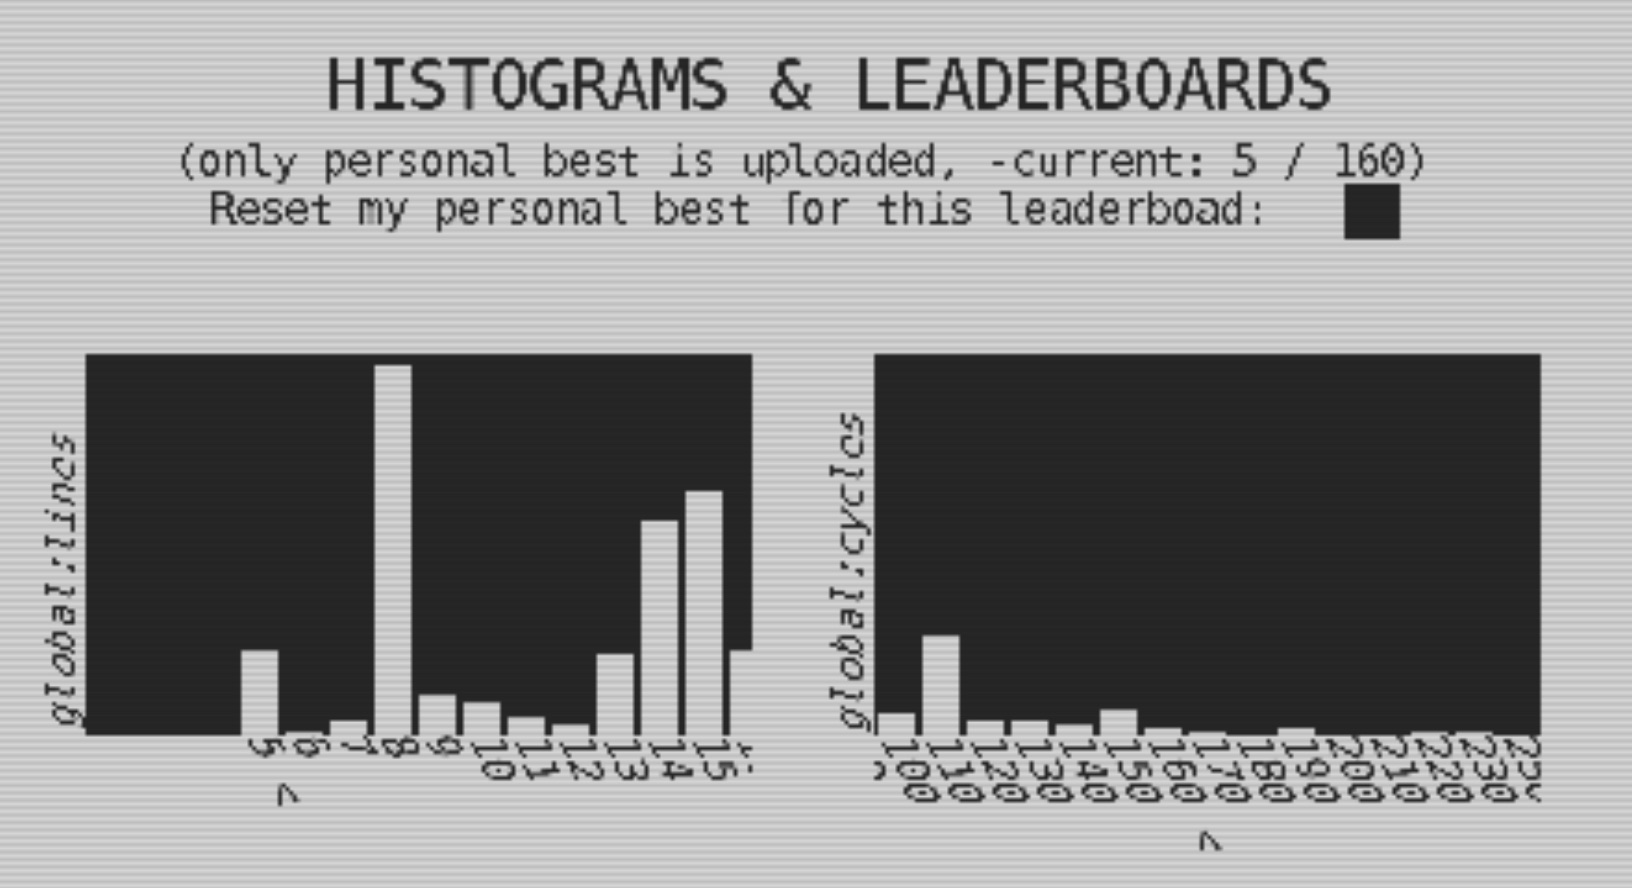 HISTOGRAMS & LEADERBOARDS
(only personal best is uploaded, -current: 5 / 160)
Reset my personal best for this leaderboad:
global:lines
5 6 7 8 9 10 11 12 13 14 15
^
global:cycles
100 110 120 130 140 150 160 170 180 190 200 210 220 230
^